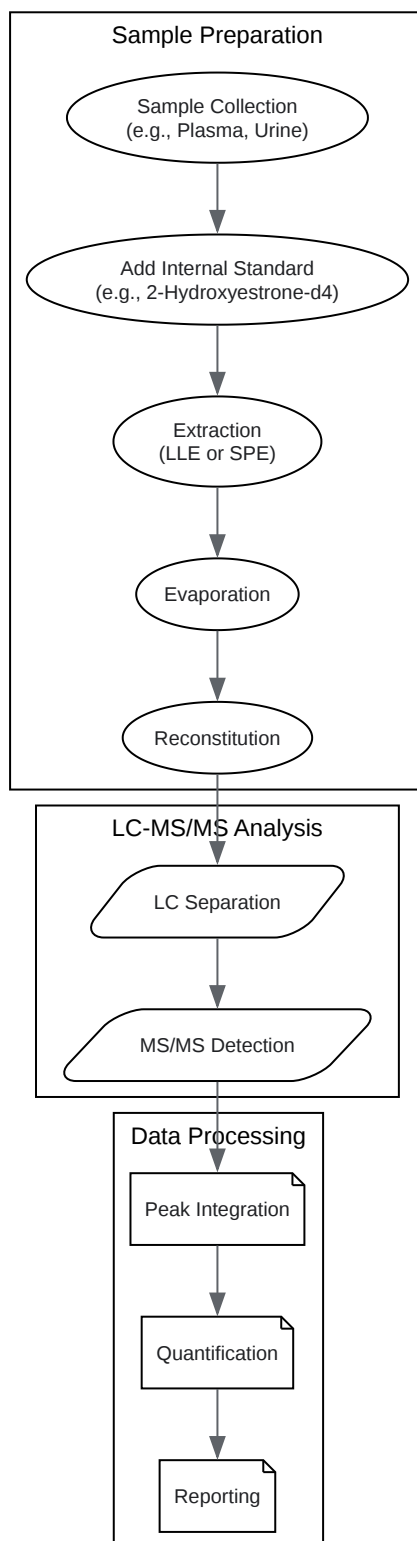 Sample Preparation
Sample Collection
(e.g., Plasma, Urine)
Add Internal Standard
(e.g., 2-Hydroxyestrone-d4)
Extraction
(LLE or SPE)
Evaporation
Reconstitution
LC-MS/MS Analysis
LC Separation
MS/MS Detection
Data Processing
Peak Integration
Quantification
Reporting